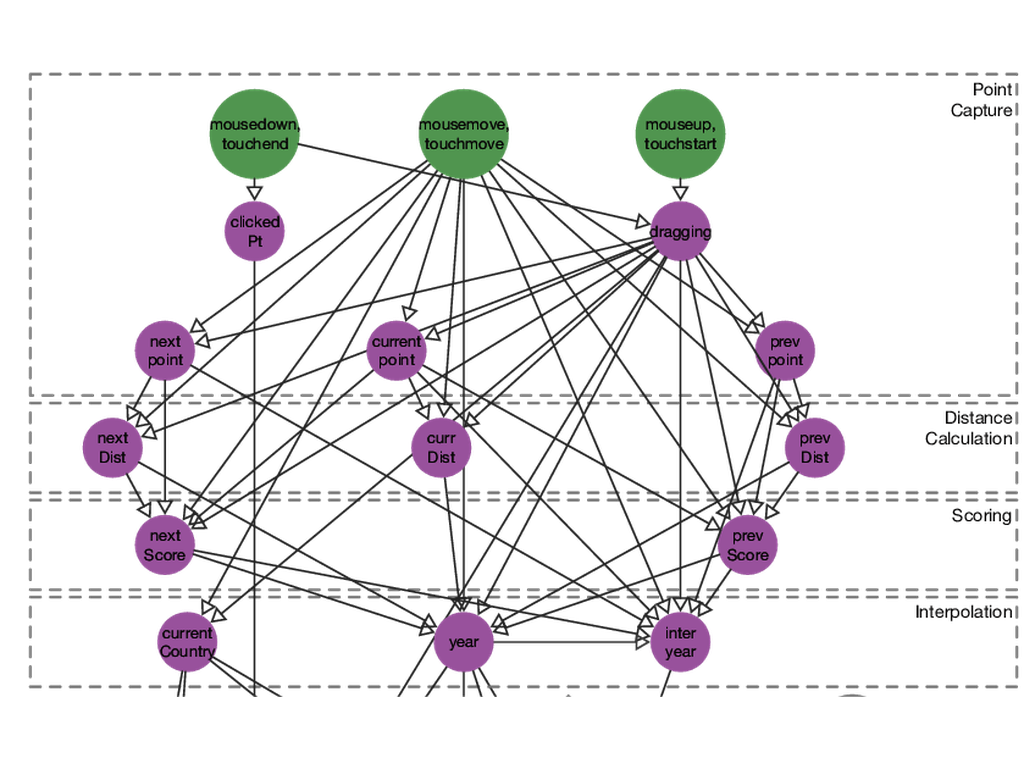 Point
Capture
mousedown,
touchend
mousemove,
touchmove
mouseup,
touchstart
clicked
Pt
dragging
next
point
current
point
prev
point
Distance
Calculation
next
Dist
curr
Dist
prev
Dist
Scoring
next
Score
prev
Score
Interpolation
current
Country
year
inter
year